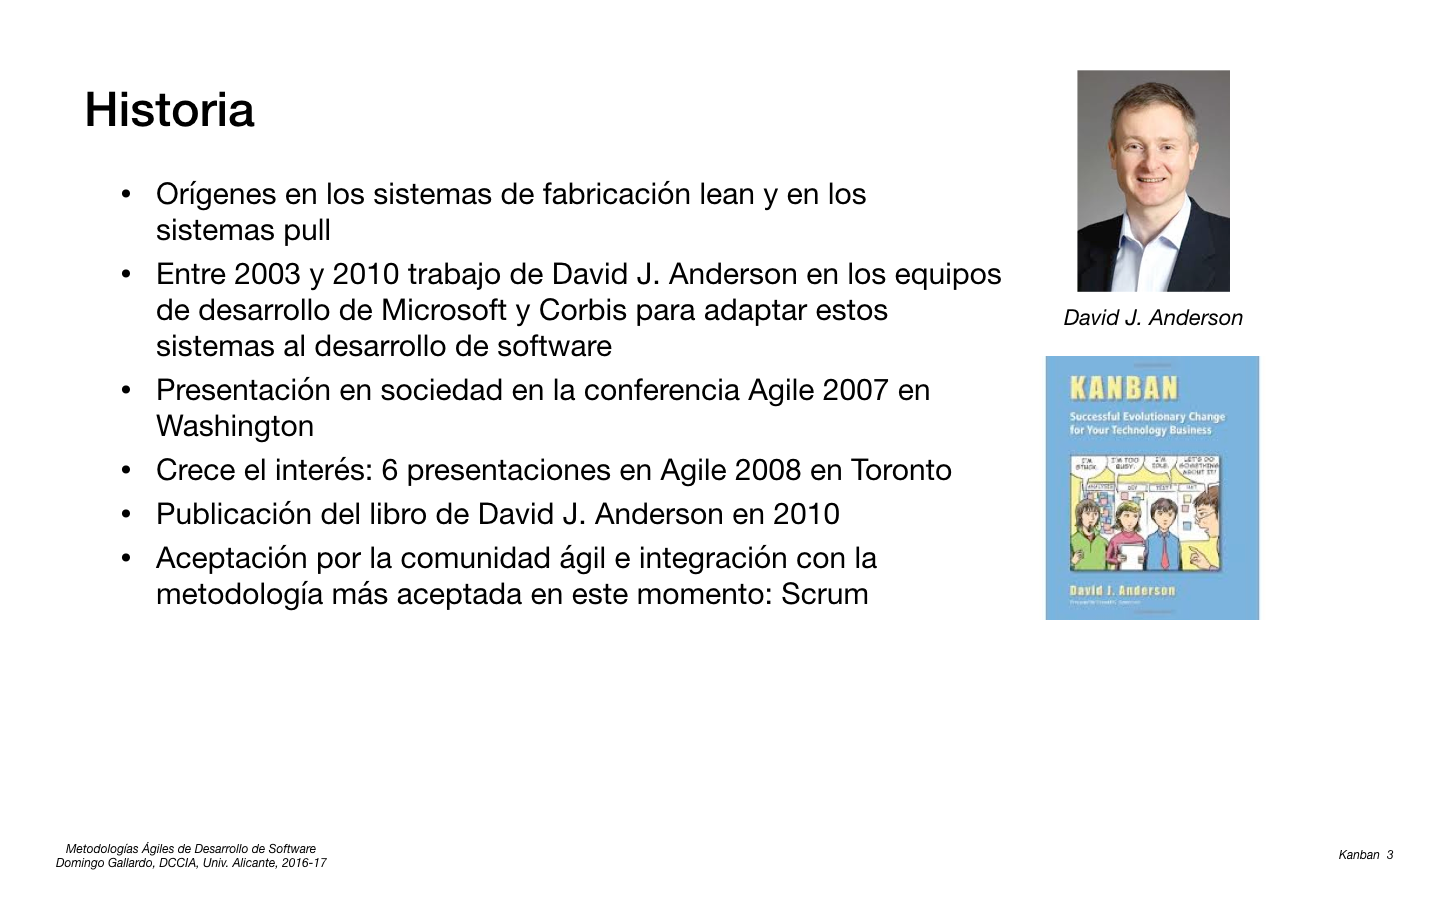 Historia
• Orígenes en los sistemas de fabricación lean y en los
sistemas pull
• Entre 2003 y 2010 trabajo de David J. Anderson en los equipos
de desarrollo de Microsoft y Corbis para adaptar estos
sistemas al desarrollo de software
• Presentación en sociedad en la conferencia Agile 2007 en
Washington
• Crece el interés: 6 presentaciones en Agile 2008 en Toronto
• Publicación del libro de David J. Anderson en 2010
• Aceptación por la comunidad ágil e integración con la
metodología más aceptada en este momento: Scrum
David J. Anderson
KANBAN
Successful Evolutionary Change
for Your Technology Business
I'M STUCK.
I'M TOO BUSY.
I'M IDLE.
LET'S DO SOMETHING ABOUT IT!
David J. Anderson
Metodologías Ágiles de Desarrollo de Software
Domingo Gallardo, DCCIA, Univ. Alicante, 2016-17
Kanban 3